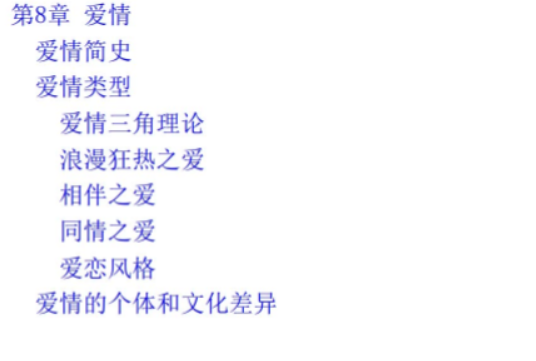 第8章 爱情
爱情简史
爱情类型
爱情三角理论
浪漫狂热之爱
相伴之爱
同情之爱
爱恋风格
爱情的个体和文化差异